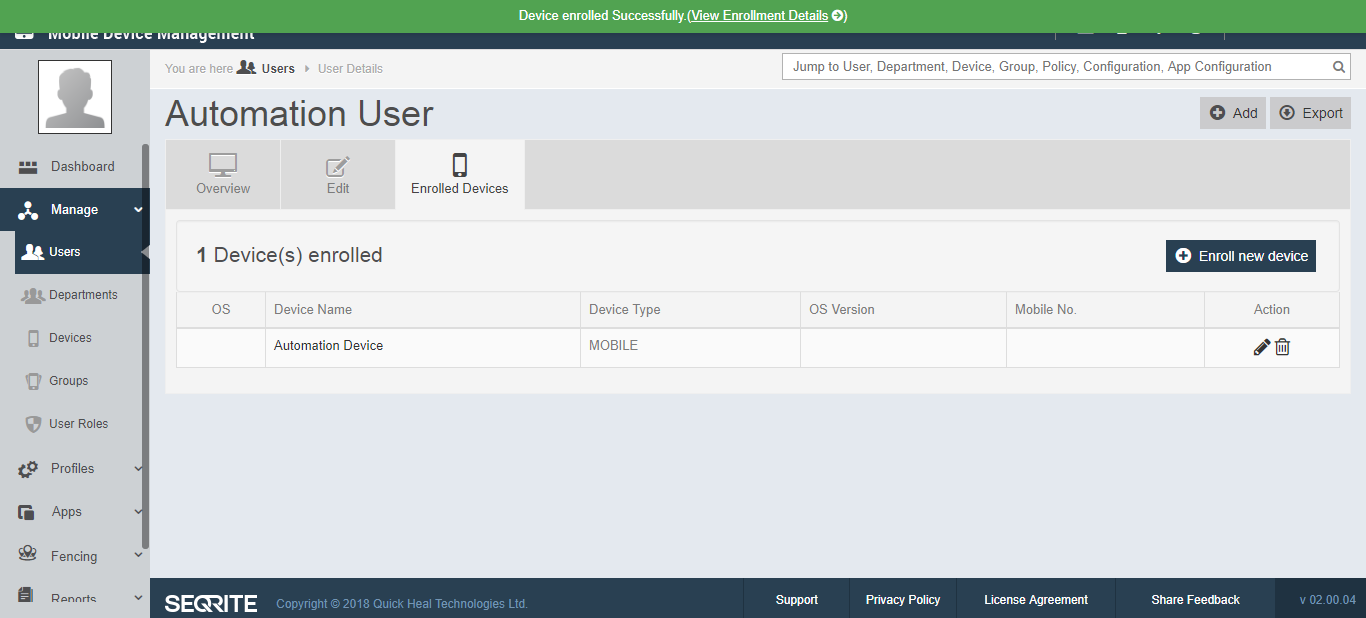 Device enrolled Successfully.(View Enrollment Details )
Mobile Device Management
You are here Users User Details
Jump to User, Department, Device, Group, Policy, Configuration, App Configuration
Automation User
Add
Export
Dashboard
Manage
Users
Departments
Devices
Groups
User Roles
Profiles
Apps
Fencing
Reports
Overview
Edit
Enrolled Devices
1 Device(s) enrolled
Enroll new device
OS Device Name Device Type OS Version Mobile No. Action
Automation Device MOBILE
SEQRITE Copyright © 2018 Quick Heal Technologies Ltd. Support Privacy Policy License Agreement Share Feedback v 02.00.04